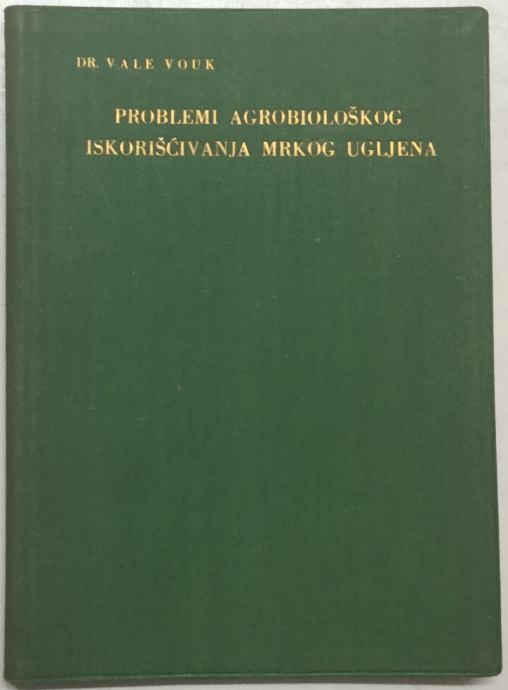 DR. VALE VOUK
PROBLEMI AGROBIOLOŠKOG
ISKORIŠĆIVANJA MRKOG UGLJENA